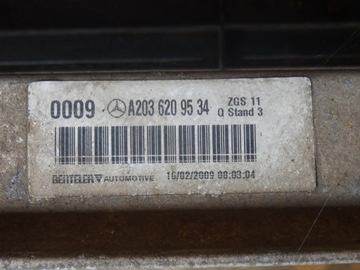 0009 A203 620 95 34 ZGS 11
Q Stand 3
BENTELER AUTOMOTIVE 16/02/2009 08:03:04